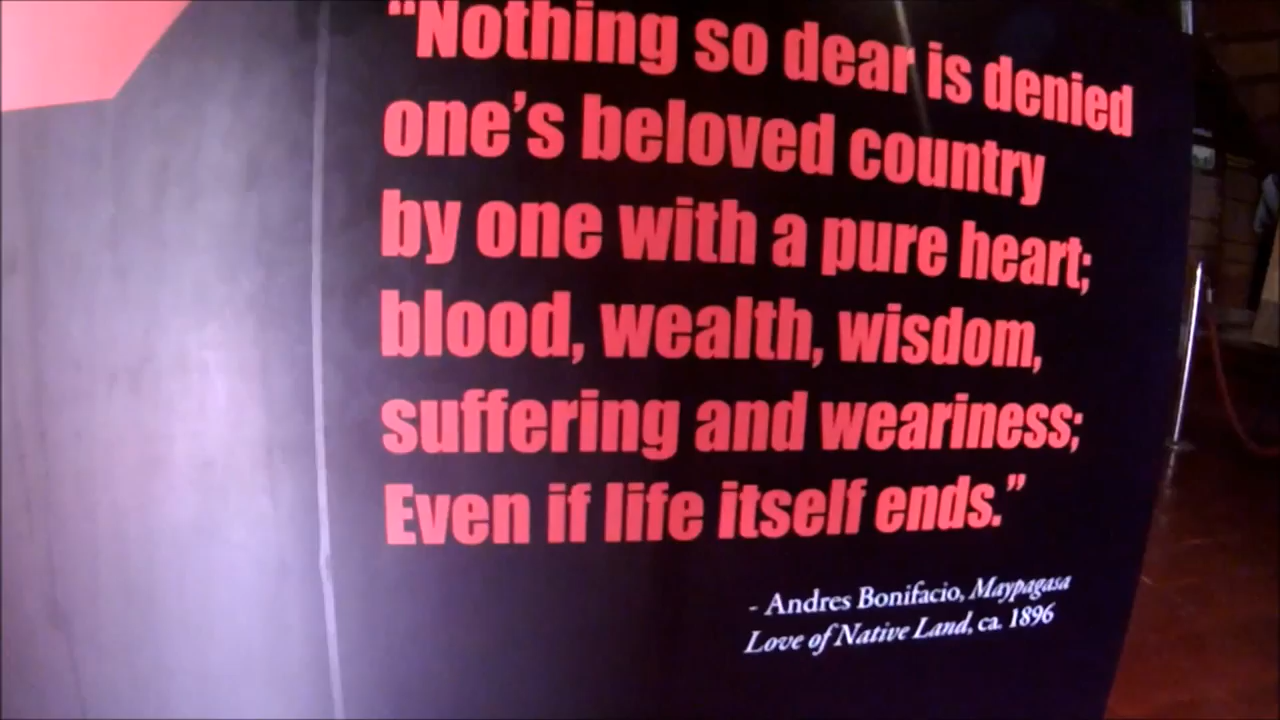 “Nothing so dear is denied
one’s beloved country
by one with a pure heart;
blood, wealth, wisdom,
suffering and weariness;
Even if life itself ends.”
- Andres Bonifacio, Maypagasa
Love of Native Land, ca. 1896